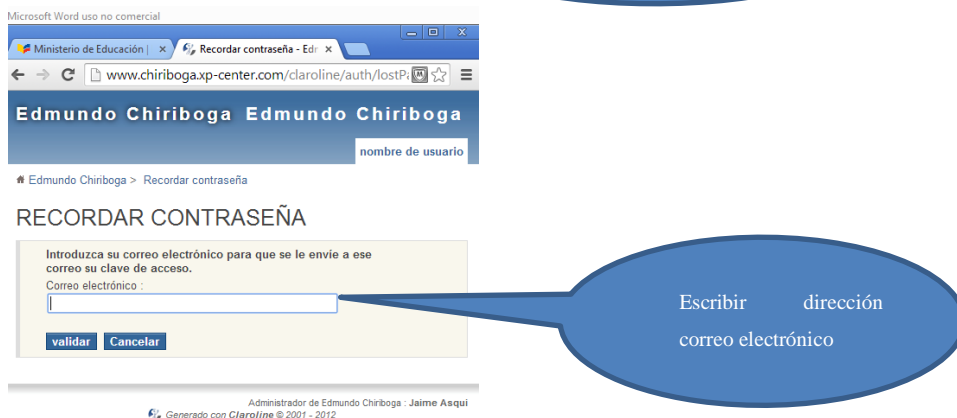 Microsoft Word uso no comercial
Ministerio de Educación |
Recordar contraseña - Edr
www.chiriboga.xp-center.com/claroline/auth/lostPa
Edmundo Chiriboga Edmundo Chiriboga
nombre de usuario
Edmundo Chiriboga > Recordar contraseña
RECORDAR CONTRASEÑA
Introduzca su correo electrónico para que se le envíe a ese
correo su clave de acceso.
Correo electrónico :
validar Cancelar
Escribir dirección
correo electrónico
Administrador de Edmundo Chiriboga : Jaime Asqui
Generado con Claroline © 2001 - 2012